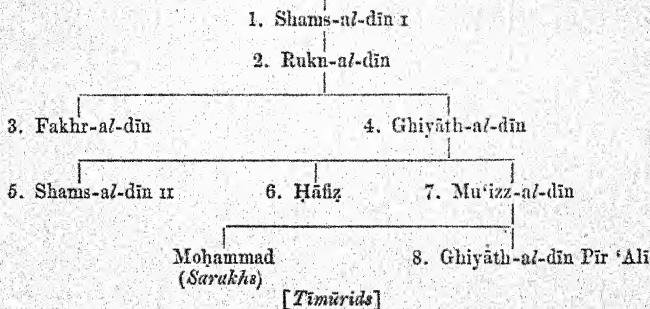 1. Shams-al-dīn I
2. Rukn-al-dīn
3. Fakhr-al-dīn 4. Ghiyāth-al-dīn
5. Shams-al-dīn II 6. Ḥāfiẓ 7. Mu‘izz-al-dīn
Moḥammad 8. Ghiyāth-al-dīn Pīr ‘Alī
(Sarakhs)
[Tīmūrids]